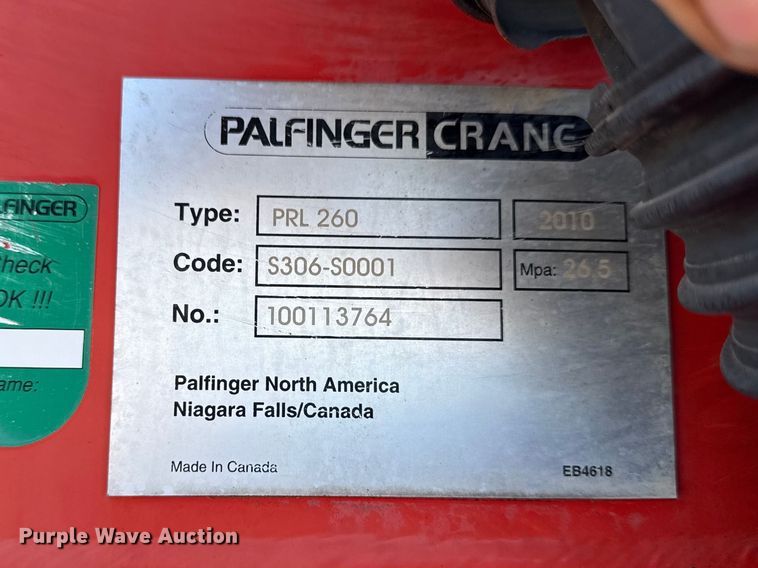 PALFINGER CRANE
Type: PRL 260 2010
Code: S306-S0001 Mpa: 26.5
No.: 100113764
Palfinger North America
Niagara Falls/Canada
Made In Canada EB4618
LFINGER
Check
OK !!!
ame:
Purple Wave Auction